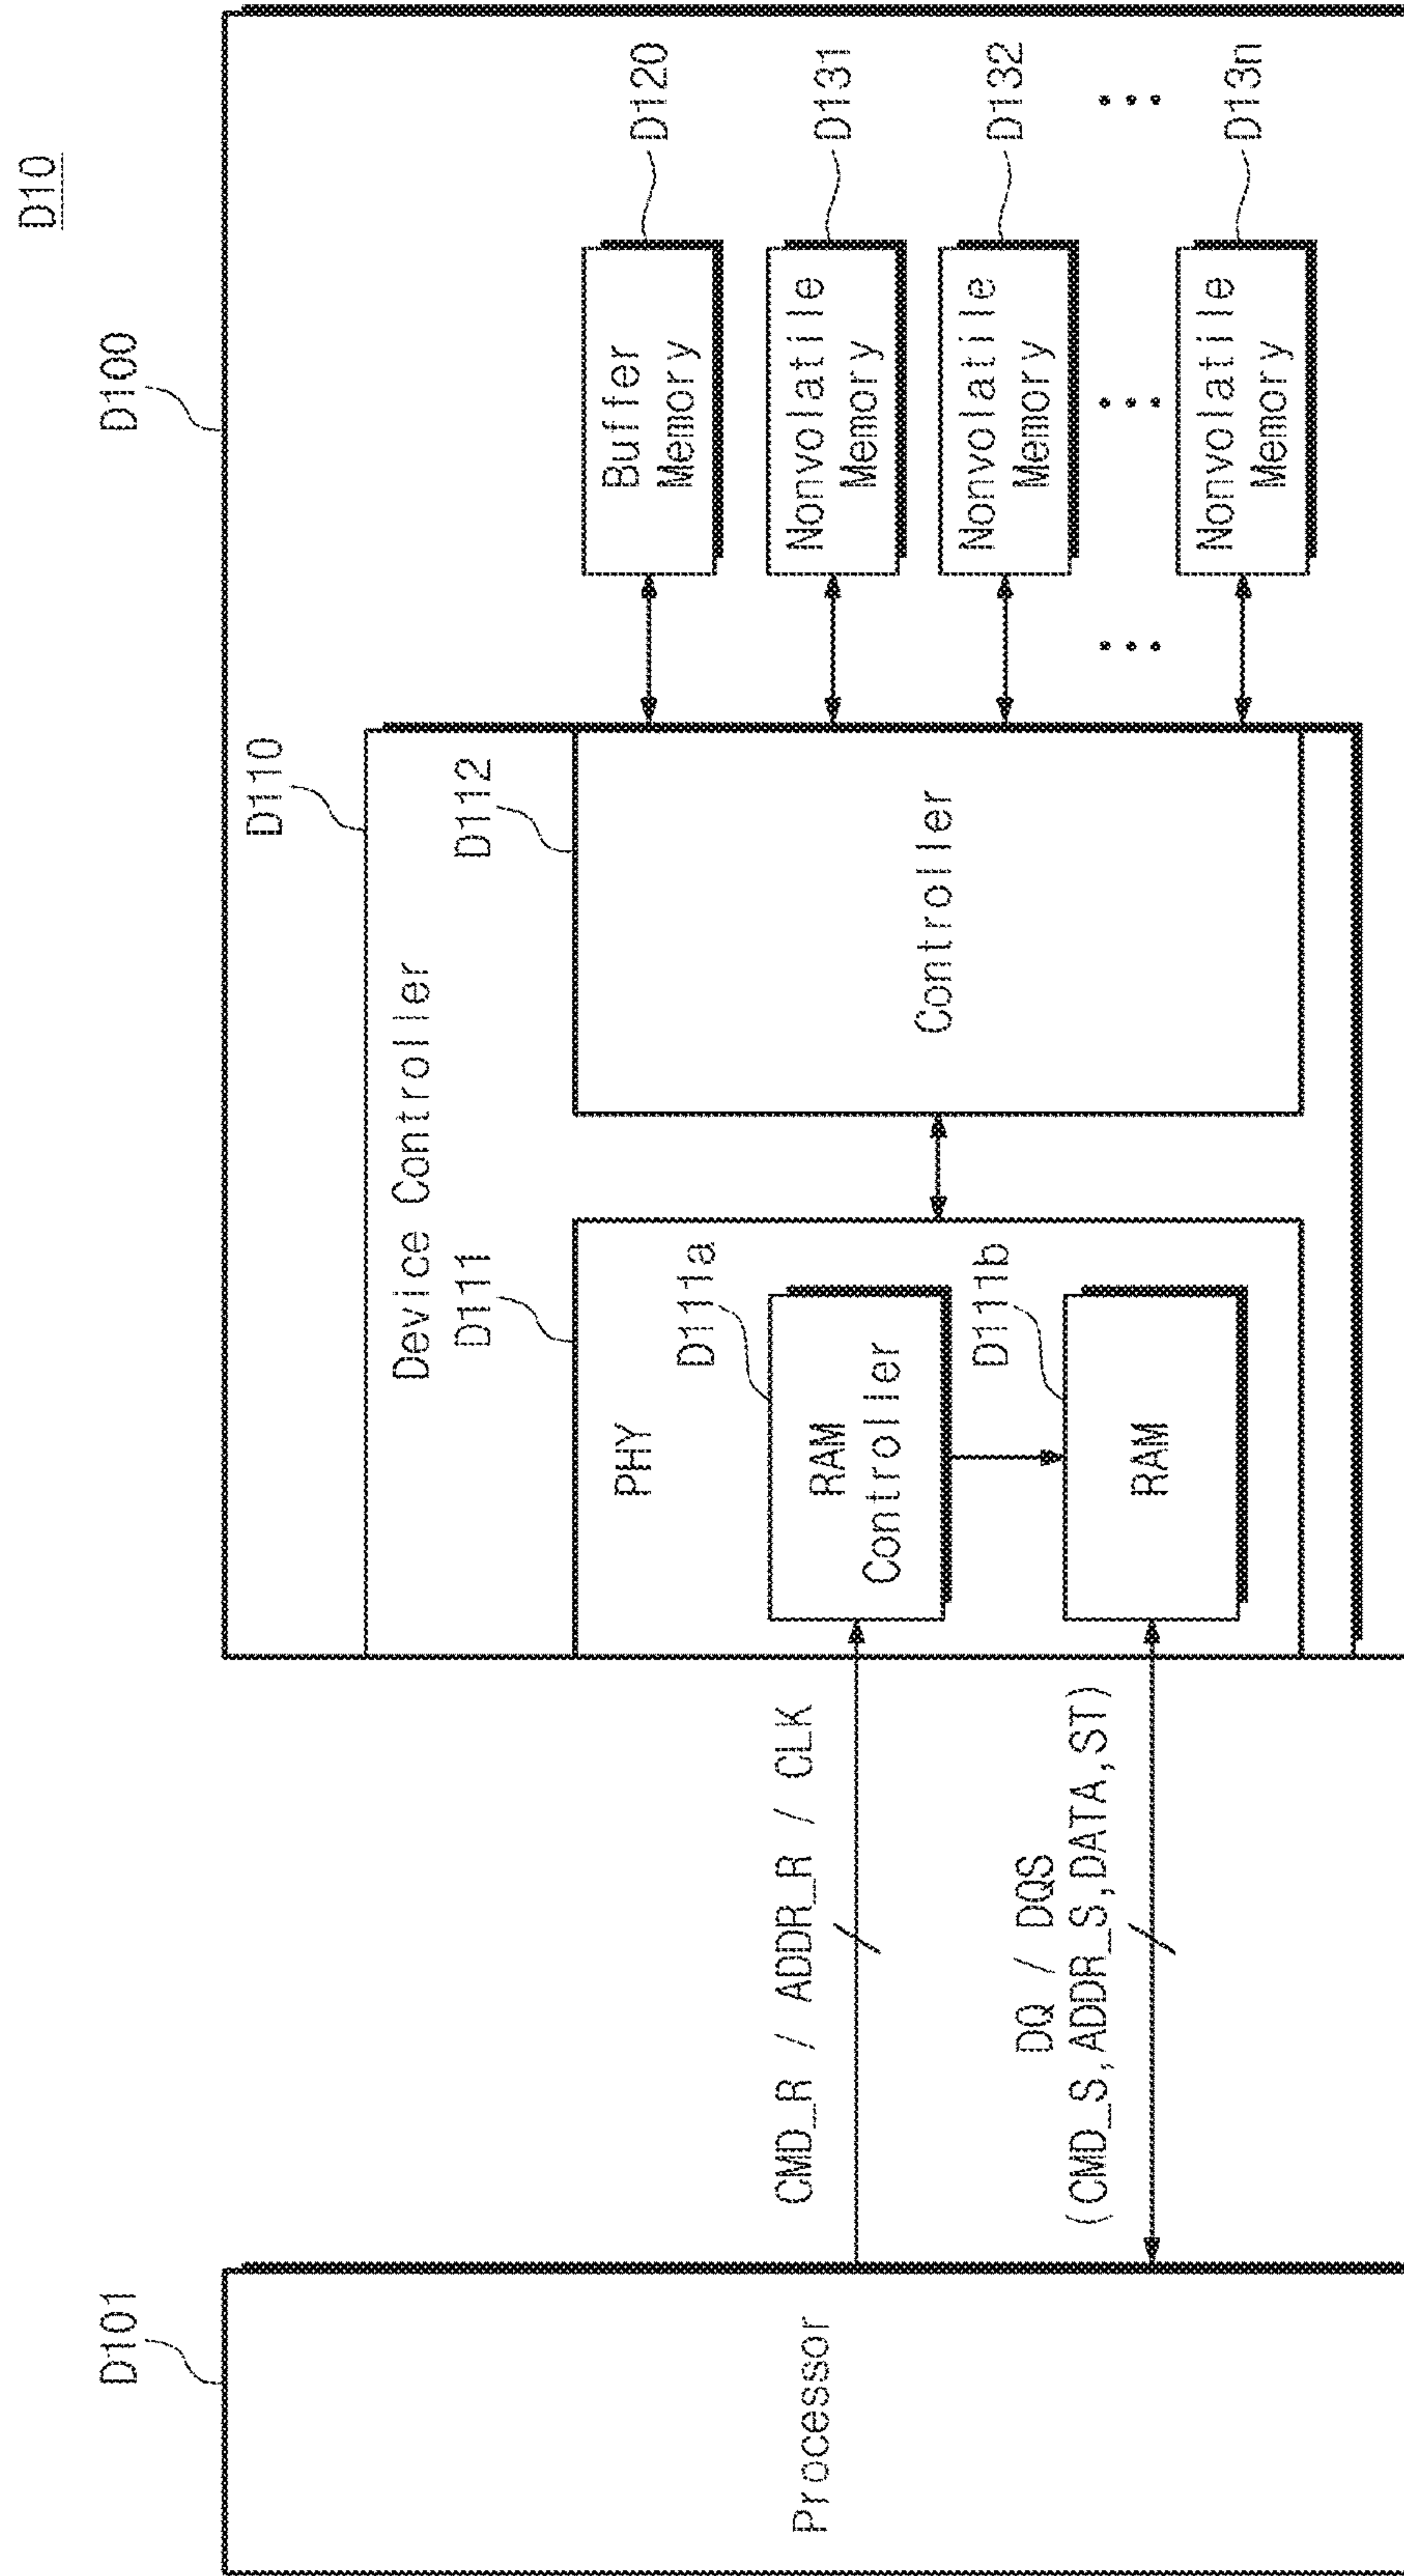 D10
D101
D100
Processor
CMD_R / ADDR_R / CLK
DQ / DQS
(CMD_S,ADDR_S,DATA,ST)
D110
Device Controller
D111
PHY
D111a
RAM
Controller
D111b
RAM
D112
Controller
Buffer
Memory
D120
Nonvolatile
Memory
D131
Nonvolatile
Memory
D132
Nonvolatile
Memory
D13n